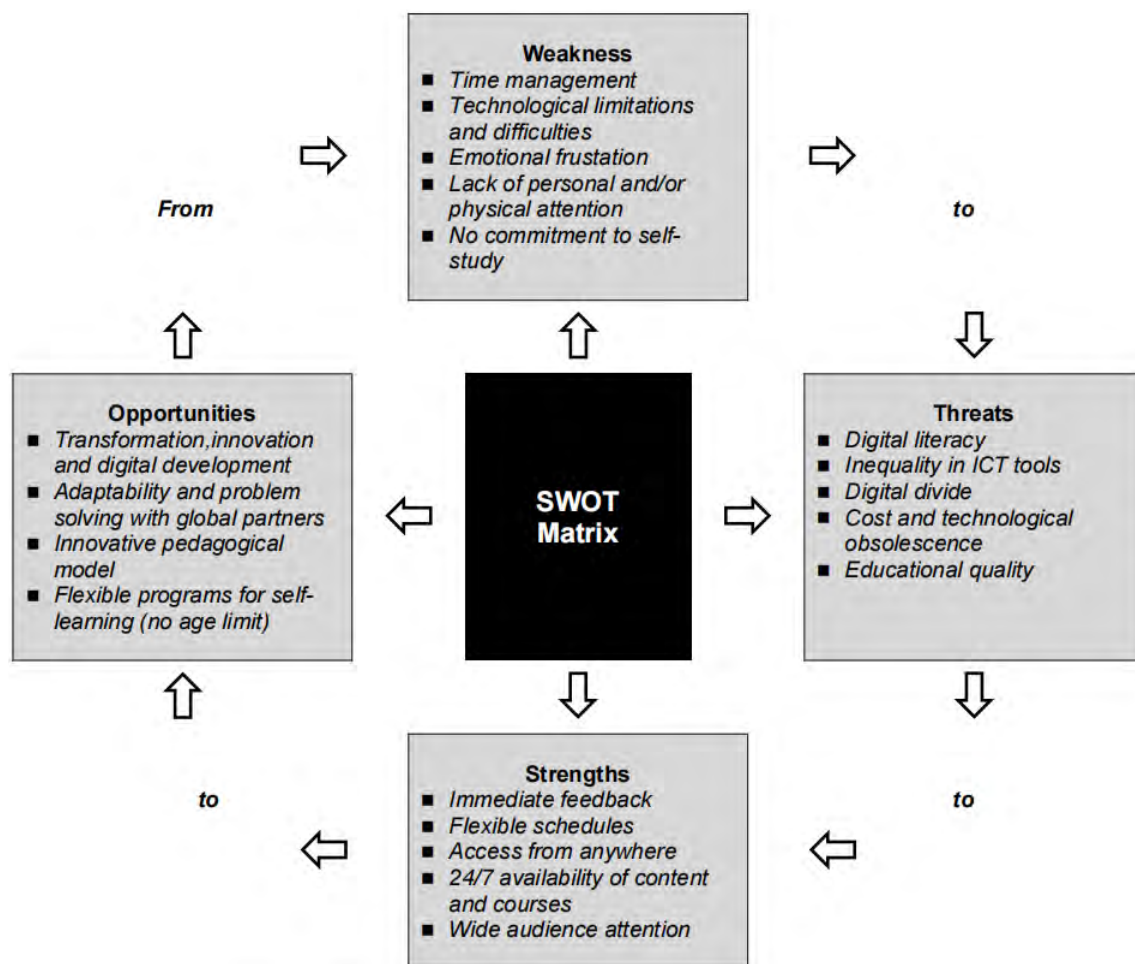 Weakness
■ Time management
■ Technological limitations
and difficulties
■ Emotional frustation
■ Lack of personal and/or
physical attention
■ No commitment to self-
study
From
to
Opportunities
■ Transformation,innovation
and digital development
■ Adaptability and problem
solving with global partners
■ Innovative pedagogical
model
■ Flexible programs for self-
learning (no age limit)
SWOT
Matrix
Threats
■ Digital literacy
■ Inequality in ICT tools
■ Digital divide
■ Cost and technological
obsolescence
■ Educational quality
to
Strengths
■ Immediate feedback
■ Flexible schedules
■ Access from anywhere
■ 24/7 availability of content
and courses
■ Wide audience attention
to